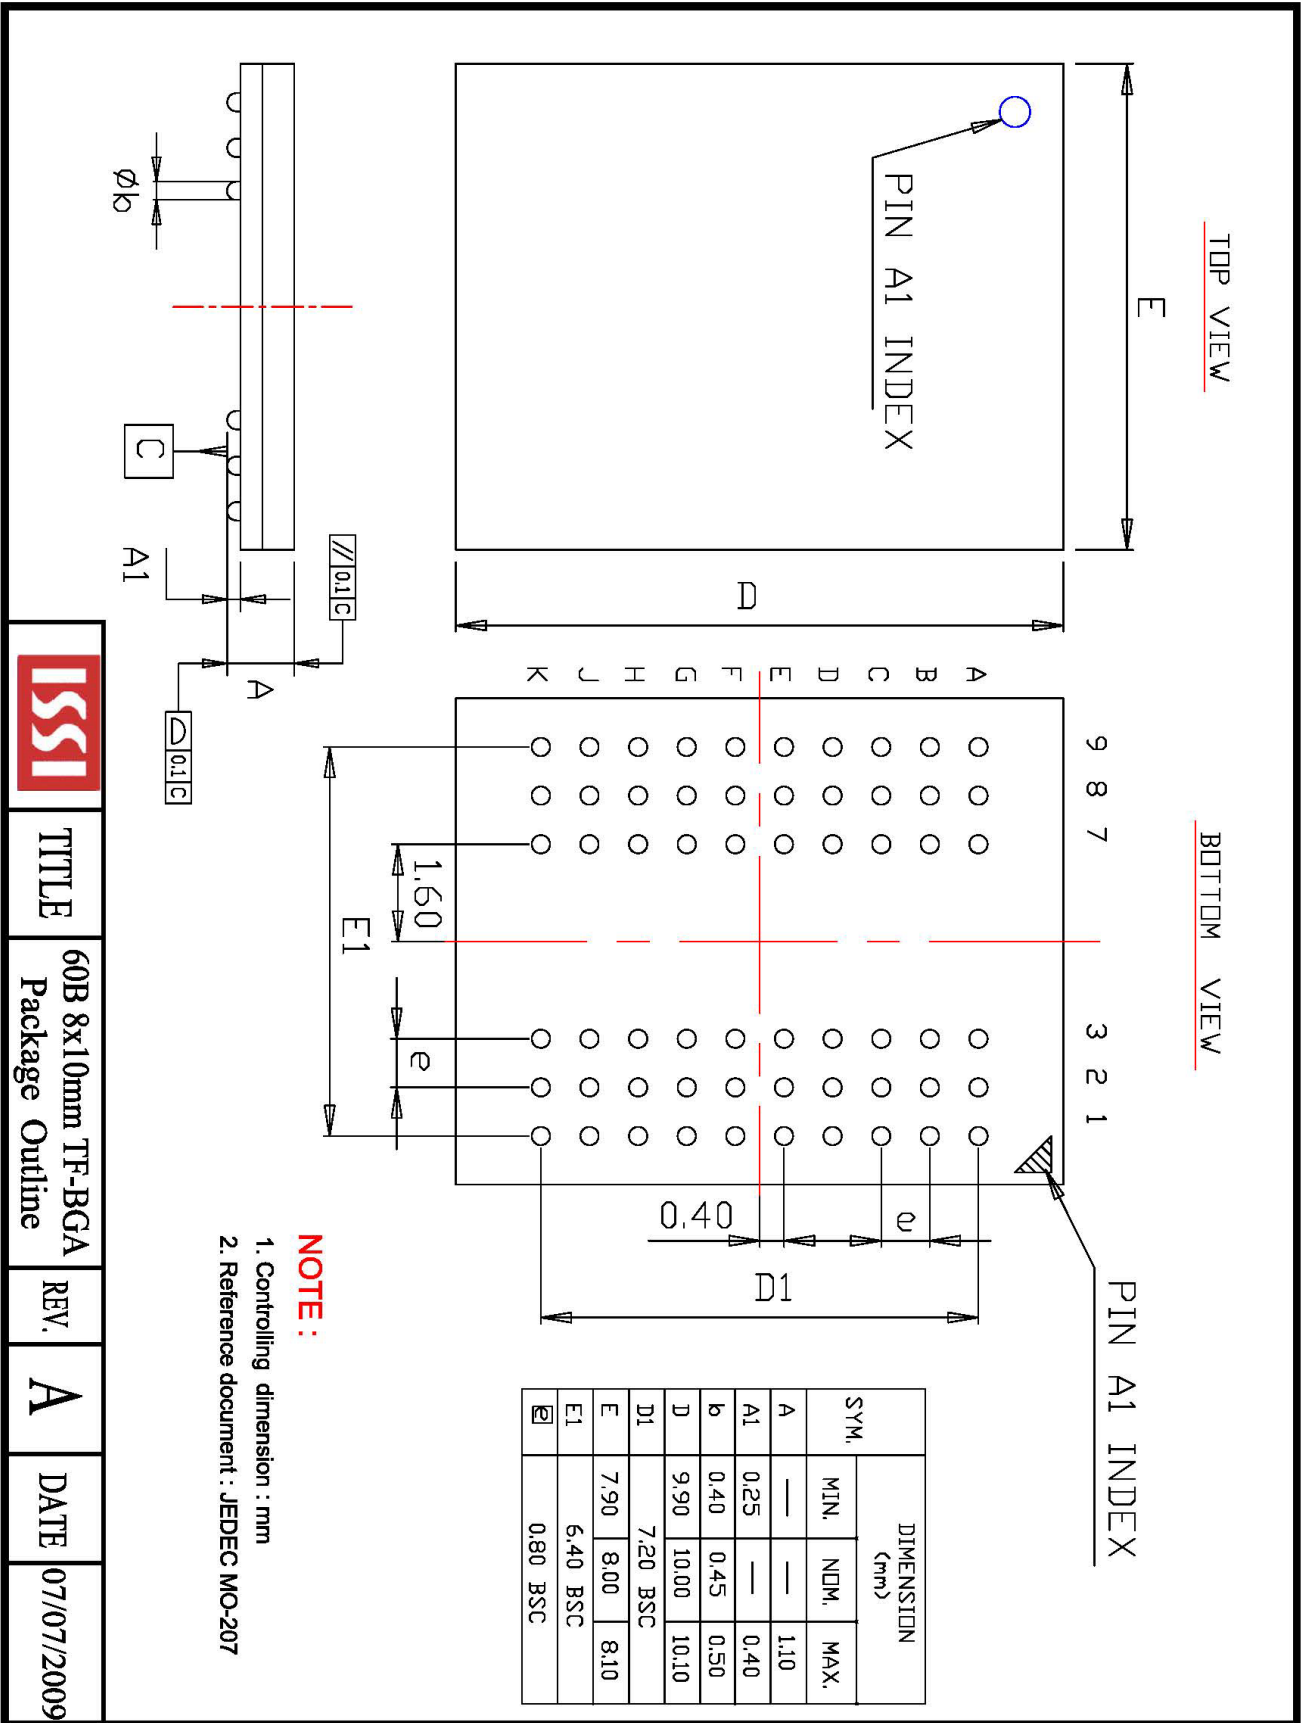 TOP VIEW
E
PIN A1 INDEX
D
Øb
C
A1
A
// 0.1 C
0.1 C
BOTTOM VIEW
9 8 7 3 2 1
A
B
C
D
E
F
G
H
J
K
PIN A1 INDEX
1.60
E1
e
0.40
e
D1
SYM. DIMENSION (mm)
MIN. NOM. MAX.
A — — 1.10
A1 0.25 — 0.40
b 0.40 0.45 0.50
D 9.90 10.00 10.10
D1 7.20 BSC
E 7.90 8.00 8.10
E1 6.40 BSC
e 0.80 BSC
NOTE :
1. Controlling dimension : mm
2. Reference document : JEDEC MO-207
ISSI
TITLE
60B 8x10mm TF-BGA
Package Outline
REV.
A
DATE
07/07/2009